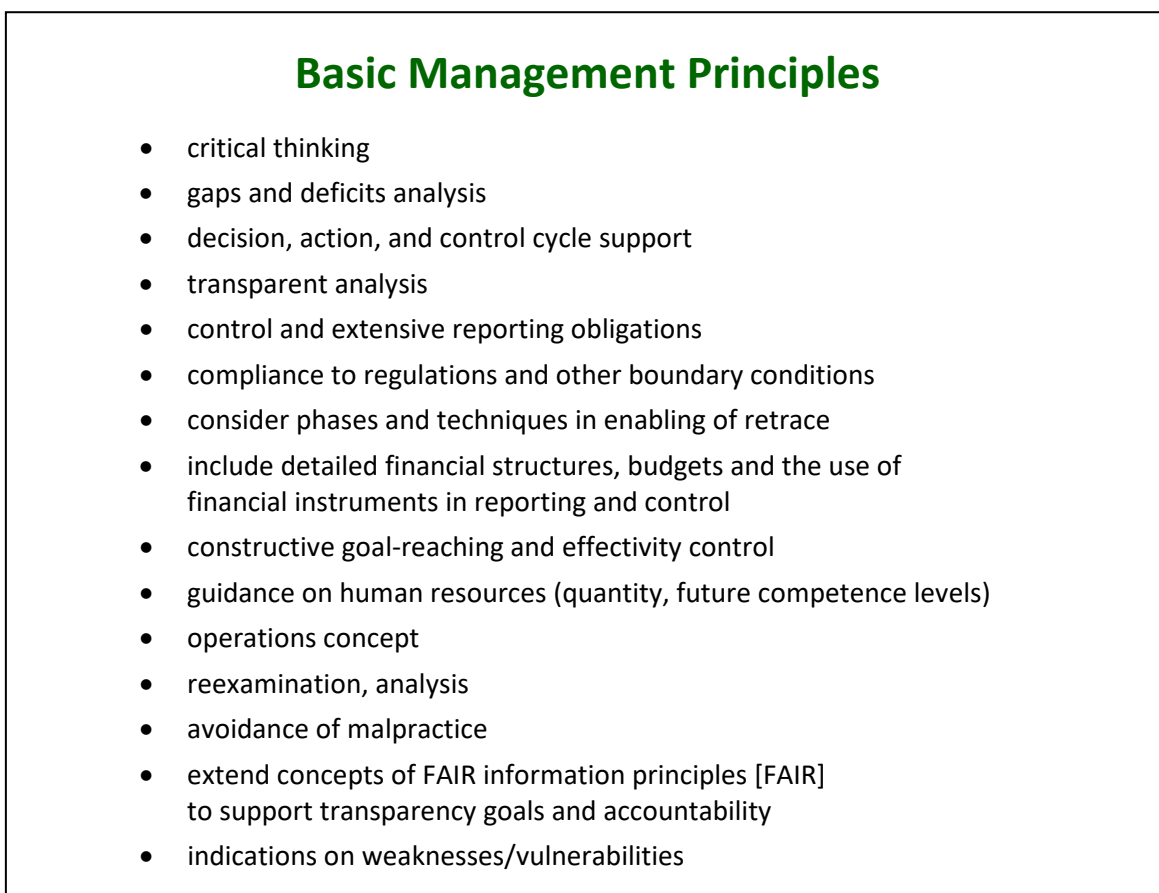 Basic Management Principles
• critical thinking
• gaps and deficits analysis
• decision, action, and control cycle support
• transparent analysis
• control and extensive reporting obligations
• compliance to regulations and other boundary conditions
• consider phases and techniques in enabling of retrace
• include detailed financial structures, budgets and the use of
financial instruments in reporting and control
• constructive goal-reaching and effectivity control
• guidance on human resources (quantity, future competence levels)
• operations concept
• reexamination, analysis
• avoidance of malpractice
• extend concepts of FAIR information principles [FAIR]
to support transparency goals and accountability
• indications on weaknesses/vulnerabilities